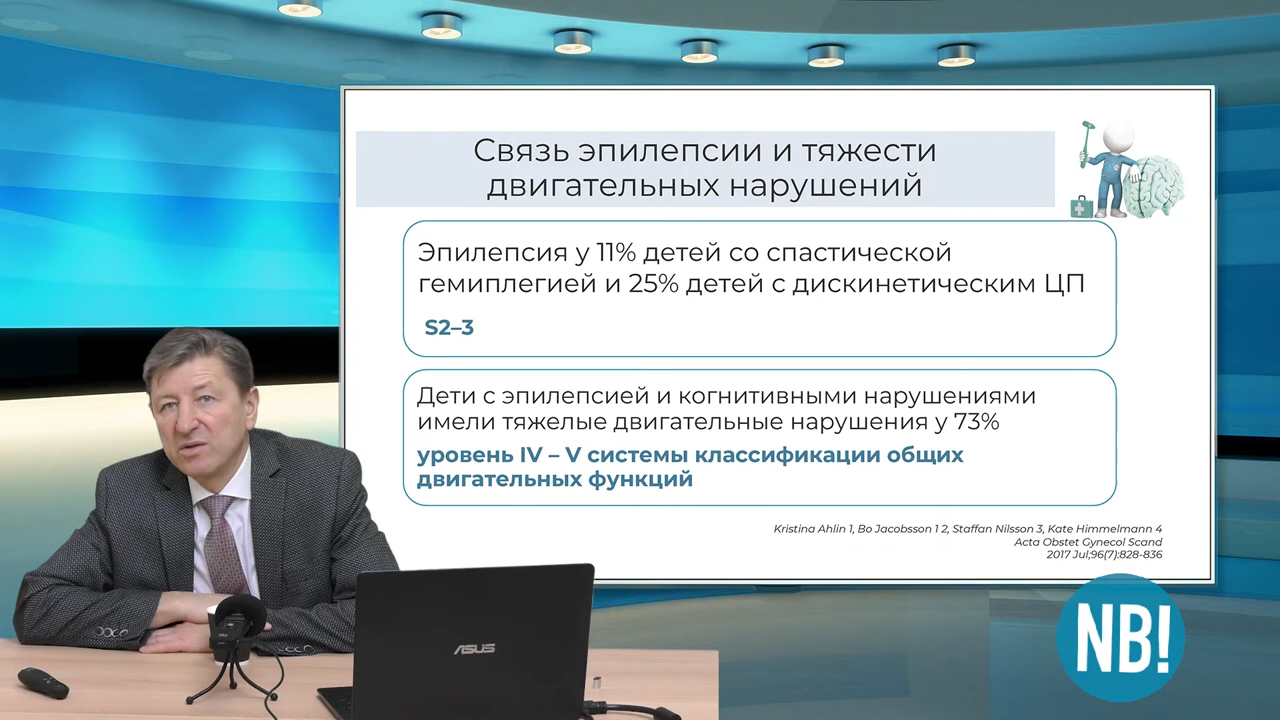 Связь эпилепсии и тяжести
двигательных нарушений
Эпилепсия у 11% детей со спастической
гемиплегией и 25% детей с дискинетическим ЦП
S2–3
Дети с эпилепсией и когнитивными нарушениями
имели тяжелые двигательные нарушения у 73%
уровень IV – V системы классификации общих
двигательных функций
Kristina Ahlin 1, Bo Jacobsson 1 2, Staffan Nilsson 3, Kate Himmelmann 4
Acta Obstet Gynecol Scand
2017 Jul;96(7):828-836
ASUS
NB!